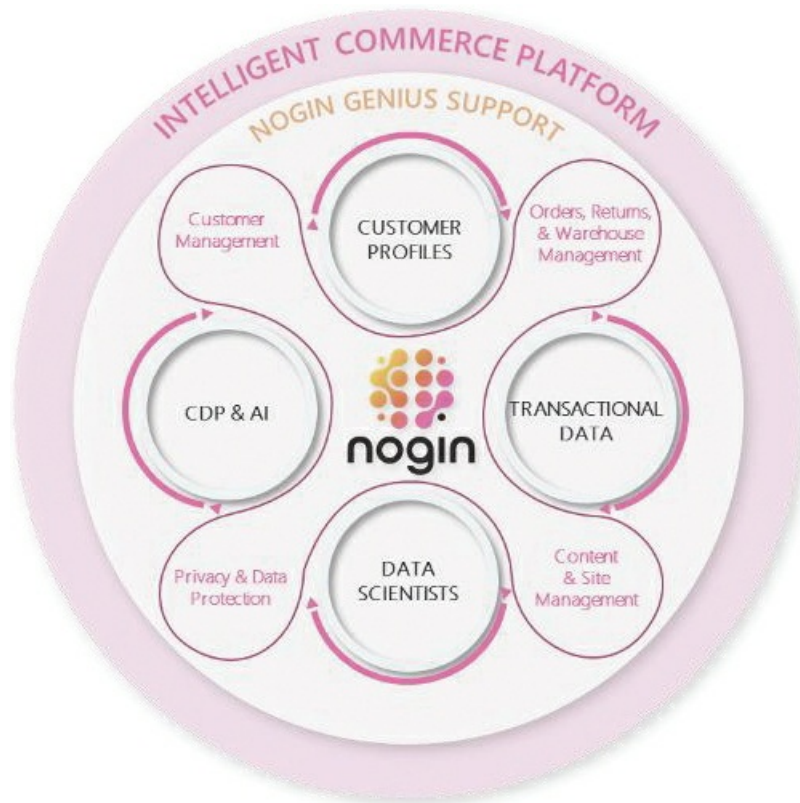 INTELLIGENT COMMERCE PLATFORM
NOGIN GENIUS SUPPORT
Customer
Management
CUSTOMER
PROFILES
Orders, Returns,
& Warehouse
Management
CDP & AI
nogin
TRANSACTIONAL
DATA
Privacy & Data
Protection
DATA
SCIENTISTS
Content
& Site
Management